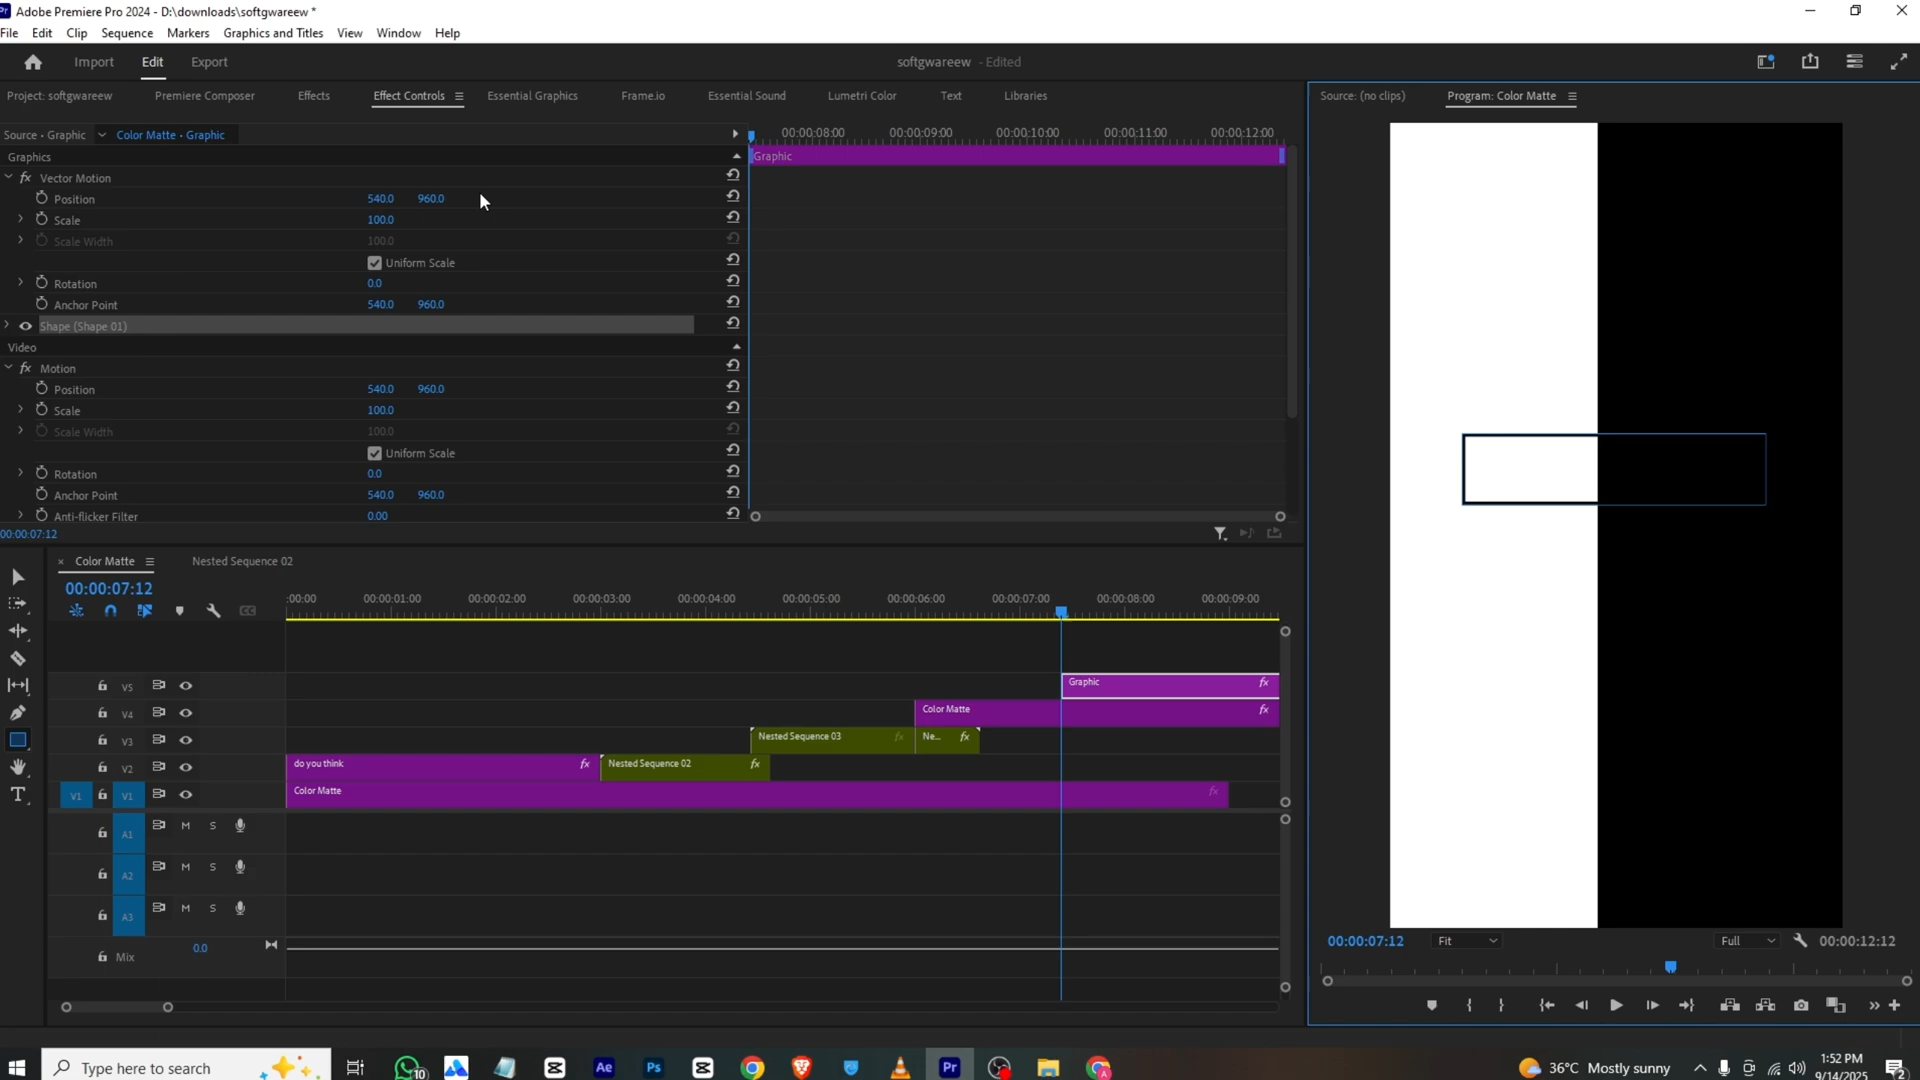 Pr Adobe Premiere Pro 2024 - D:\downloads\softgwareew *
File Edit Clip Sequence Markers Graphics and Titles View Window Help
Import Edit Export
softgwareew - Edited
Project: softgwareew Premiere Composer Effects Effect Controls Essential Graphics Frame.io Essential Sound Lumetri Color Text Libraries
Source: (no clips) Program: Color Matte
Source • Graphic Color Matte • Graphic
00:00:08:00 00:00:09:00 00:00:10:00 00:00:11:00 00:00:12:00
Graphics
Graphic
fx Vector Motion
Position 540.0 960.0
Scale 100.0
Scale Width 100.0
Uniform Scale
Rotation 0.0
Anchor Point 540.0 960.0
Shape (Shape 01)
Video
fx Motion
Position 540.0 960.0
Scale 100.0
Scale Width 100.0
Uniform Scale
Rotation 0.0
Anchor Point 540.0 960.0
Anti-flicker Filter 0.00
00:00:07:12
× Color Matte Nested Sequence 02
00:00:07:12
:00:00 00:00:01:00 00:00:02:00 00:00:03:00 00:00:04:00 00:00:05:00 00:00:06:00 00:00:07:00 00:00:08:00 00:00:09:00
CC
V5 Graphic fx
V4 Color Matte fx
V3 Nested Sequence 03 fx Ne... fx
V2 do you think fx Nested Sequence 02 fx
V1 V1 Color Matte fx
A1 M S
A2 M S
A3 M S
Mix 0.0
T
00:00:07:12 Fit Full 00:00:12:12
Type here to search
10 Ae Ps Pr
36°C Mostly sunny
1:52 PM
9/14/2025
2